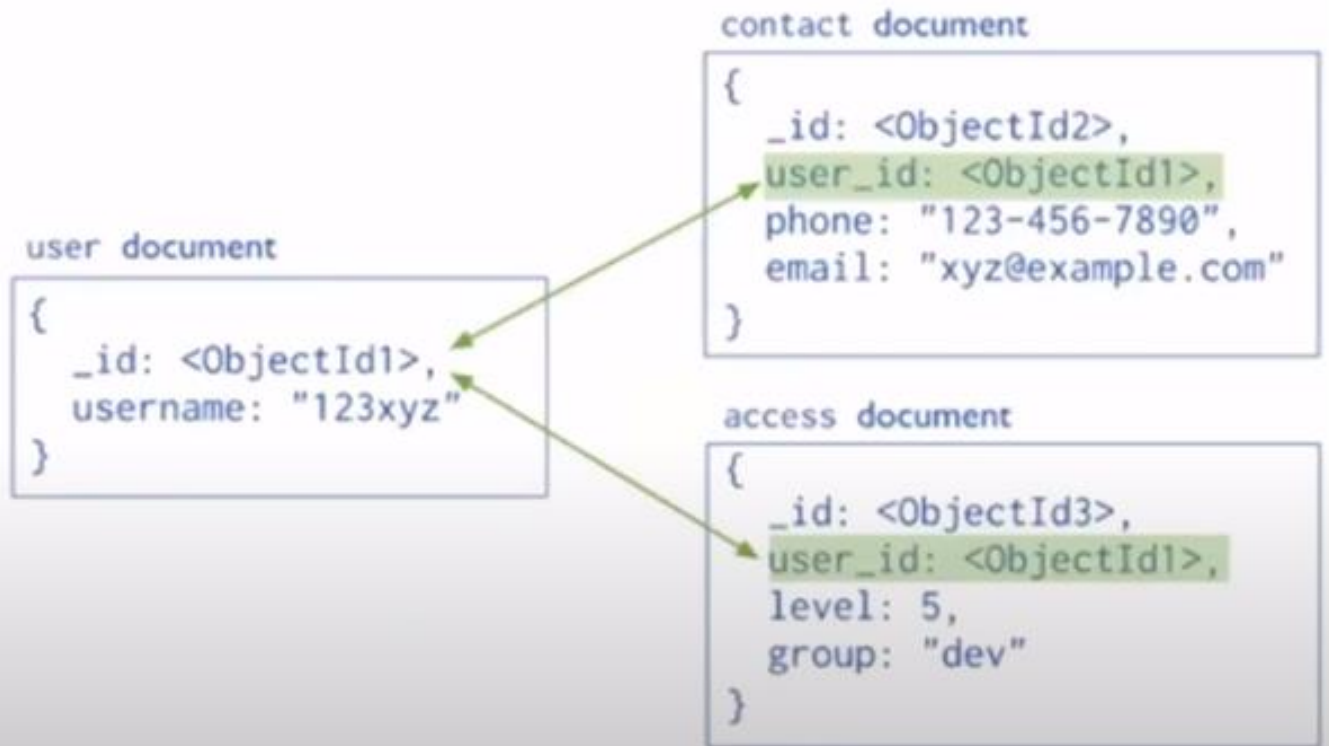 contact document
{
_id: <ObjectId2>,
user_id: <ObjectId1>,
phone: "123-456-7890",
email: "xyz@example.com"
}
user document
{
_id: <ObjectId1>,
username: "123xyz"
}
access document
{
_id: <ObjectId3>,
user_id: <ObjectId1>,
level: 5,
group: "dev"
}